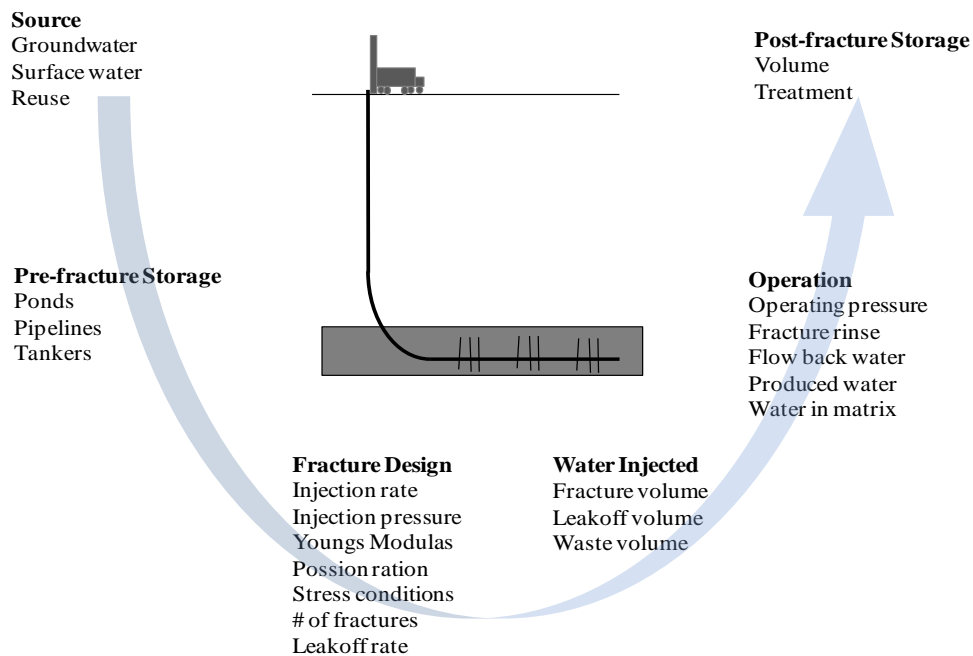 Source
Groundwater
Surface water
Reuse
Pre-fracture Storage
Ponds
Pipelines
Tankers
Fracture Design
Injection rate
Injection pressure
Youngs Modulas
Possion ration
Stress conditions
# of fractures
Leakoff rate
Water Injected
Fracture volume
Leakoff volume
Waste volume
Operation
Operating pressure
Fracture rinse
Flow back water
Produced water
Water in matrix
Post-fracture Storage
Volume
Treatment